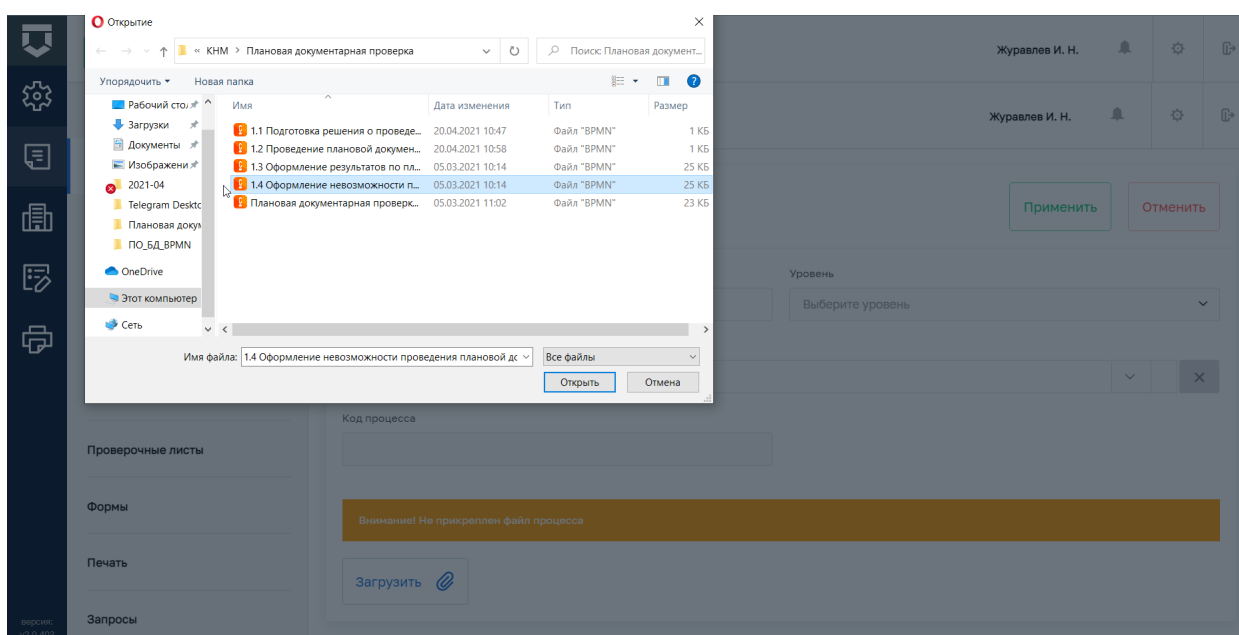 Открытие
« КНМ > Плановая документарная проверка
Поиск: Плановая документ...
Журавлев И. Н.
Упорядочить
Новая папка
Рабочий сто
Загрузки
Документы
Изображени
2021-04
Telegram Deskto
Плановая докум
ПО_БД_BPMN
OneDrive
Этот компьютер
Сеть
Имя Дата изменения Тип Размер
1.1 Подготовка решения о проведе... 20.04.2021 10:47 Файл "BPMN" 1 КБ
1.2 Проведение плановой докумен... 20.04.2021 10:58 Файл "BPMN" 1 КБ
1.3 Оформление результатов по пл... 05.03.2021 10:14 Файл "BPMN" 25 КБ
1.4 Оформление невозможности п... 05.03.2021 10:14 Файл "BPMN" 25 КБ
Плановая документарная проверк... 05.03.2021 11:02 Файл "BPMN" 23 КБ
Имя файла: 1.4 Оформление невозможности проведения плановой дс
Все файлы
Открыть
Отмена
Журавлев И. Н.
Применить
Отменить
Уровень
Выберите уровень
Код процесса
Проверочные листы
Формы
Внимание! Не прикреплен файл процесса
Печать
Загрузить
Запросы
версия: